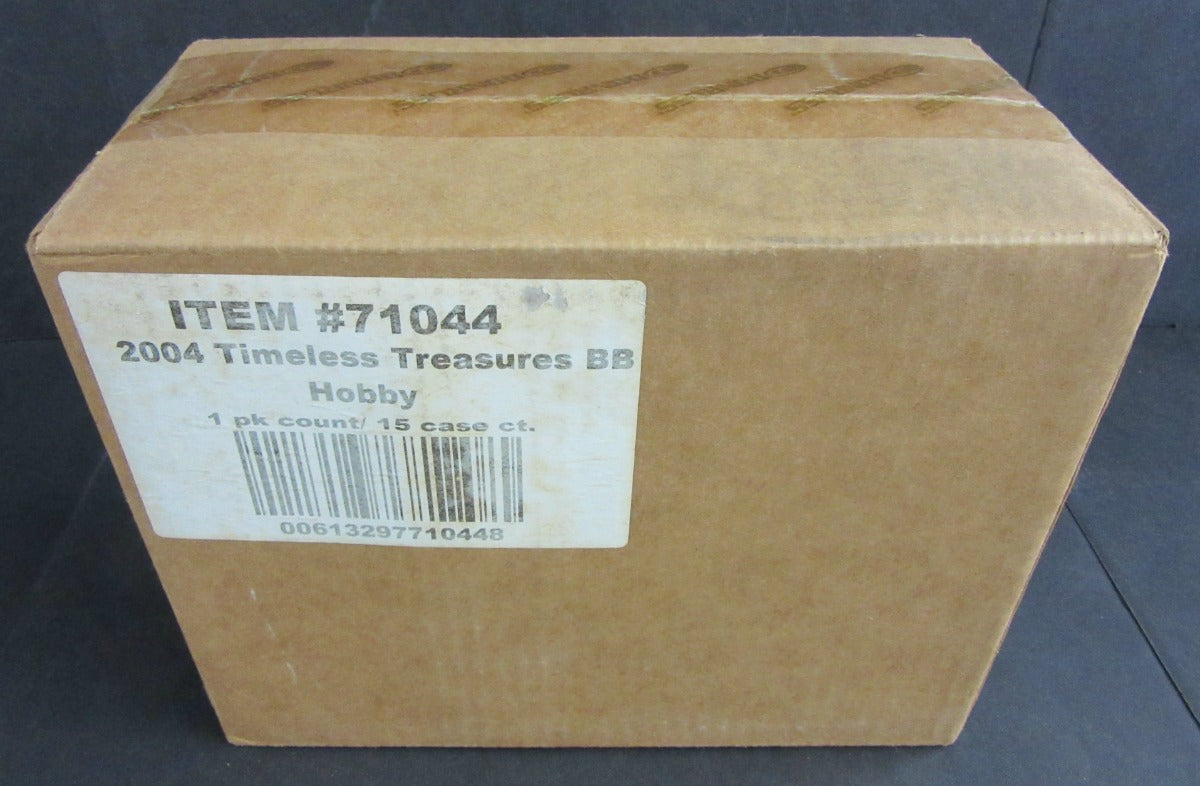 ITEM #71044
2004 Timeless Treasures BB
Hobby
1 pk count/ 15 case ct.
00613297710448